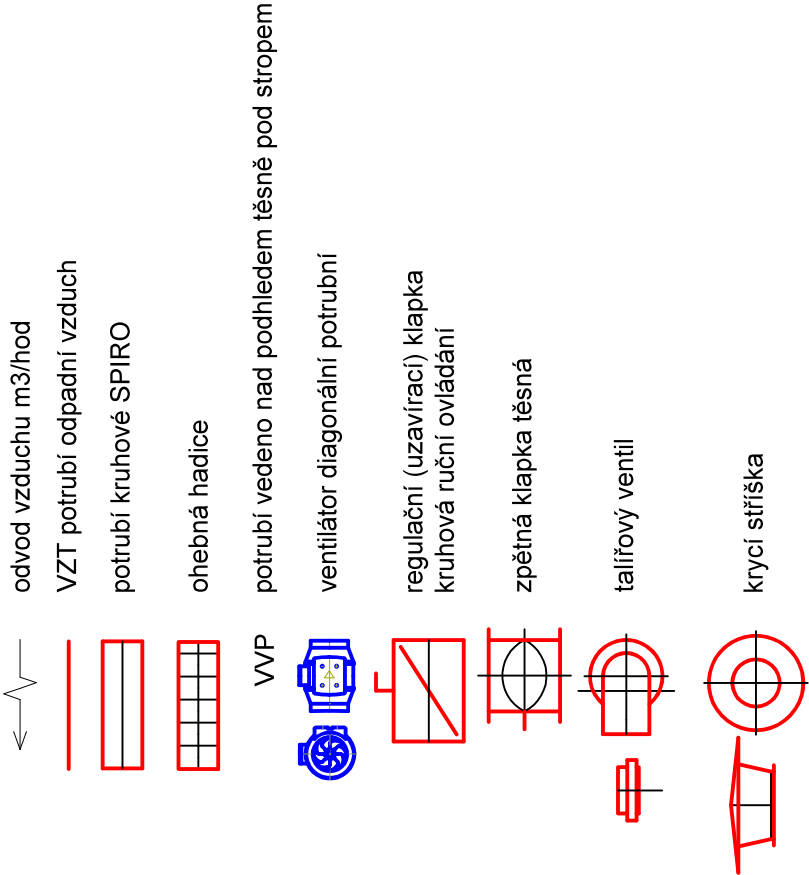 odvod vzduchu m3/hod
VZT potrubí odpadní vzduch
potrubí kruhové SPIRO
ohebná hadice
VVP potrubí vedeno nad podhledem těsně pod stropem
ventilátor diagonální potrubní
regulační (uzavírací) klapka
kruhová ruční ovládání
zpětná klapka těsná
talířový ventil
krycí stříška